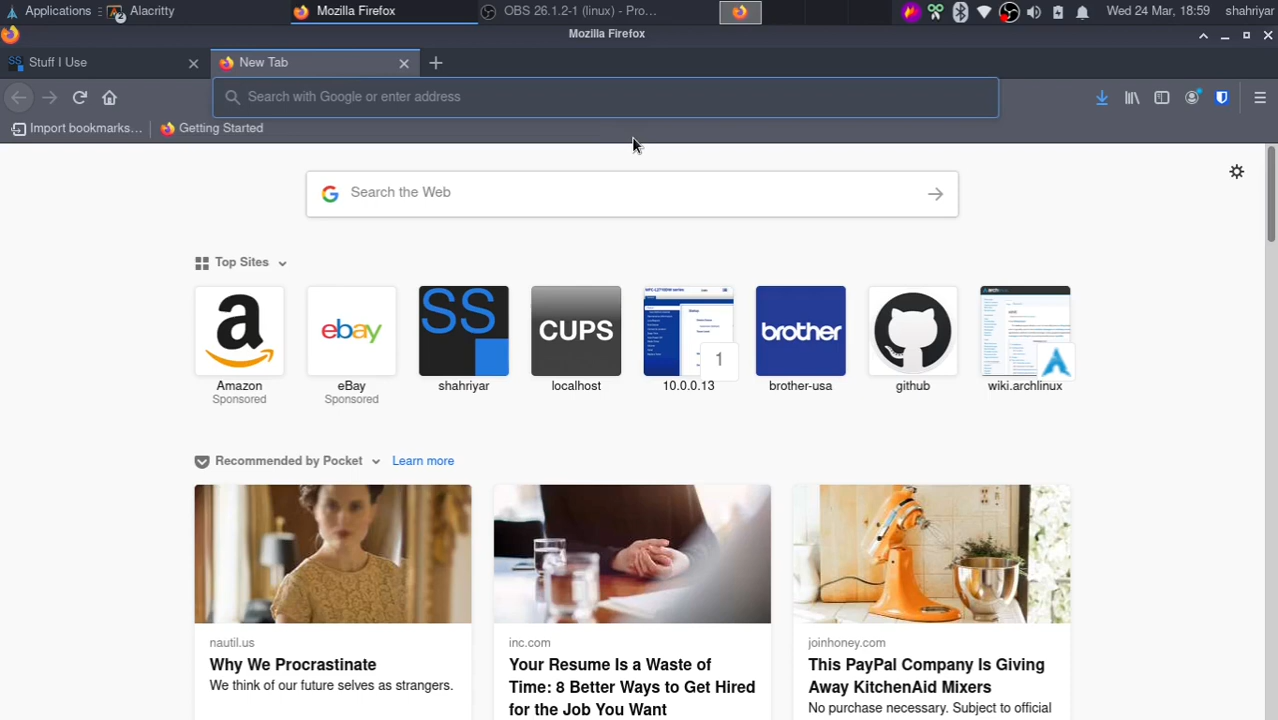 Applications
Alacritty
Mozilla Firefox
OBS 26.1.2-1 (linux) - Pro...
Wed 24 Mar, 18:59
shahriyar
Mozilla Firefox
Stuff I Use
New Tab
Search with Google or enter address
Import bookmarks...
Getting Started
Search the Web
Top Sites
SS
CUPS
1
brother
a
ebay
Amazon
Sponsored
eBay
Sponsored
shahriyar
localhost
10.0.0.13
brother-usa
github
wiki.archlinux
Recommended by Pocket
Learn more
nautil.us
Why We Procrastinate
We think of our future selves as strangers.
inc.com
Your Resume Is a Waste of
Time: 8 Better Ways to Get Hired
for the Job You Want
joinhoney.com
This PayPal Company Is Giving
Away KitchenAid Mixers
No purchase necessary. Subject to official